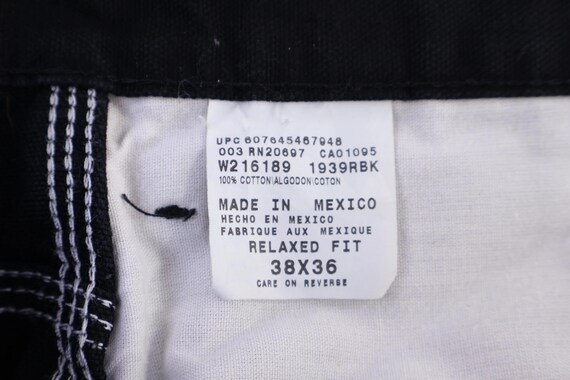 UPC 607645467948
003 RN20697 CA01095
W216189 1939RBK
100% COTTON|ALGODON|COTON
MADE IN MEXICO
HECHO EN MEXICO
FABRIQUE AUX MEXIQUE
RELAXED FIT
38X36
CARE ON REVERSE